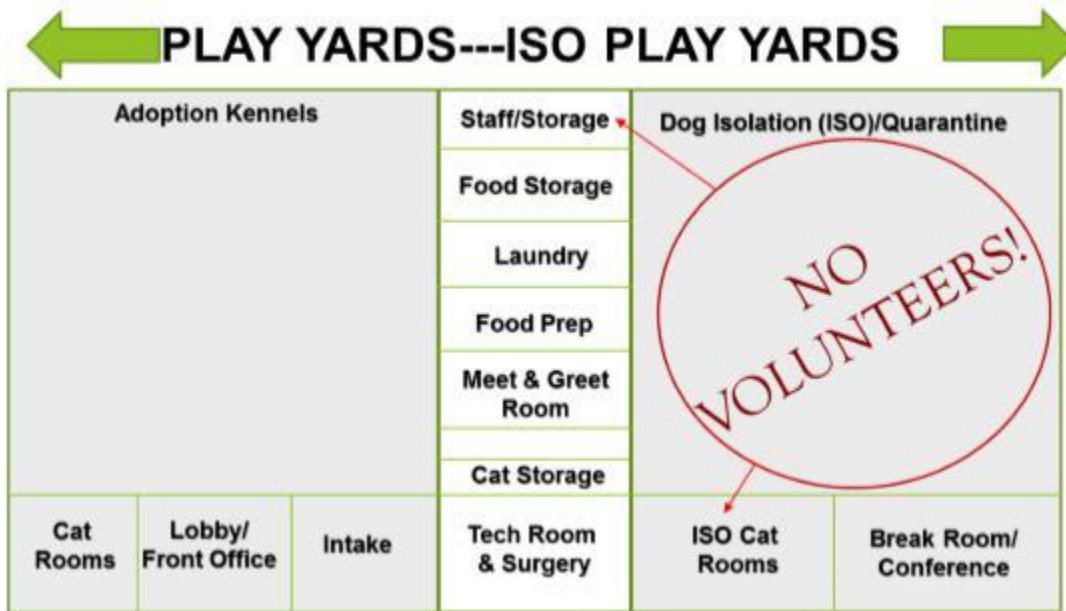 PLAY YARDS---ISO PLAY YARDS
Adoption Kennels
Staff/Storage
Dog Isolation (ISO)/Quarantine
Food Storage
Laundry
Food Prep
Meet & Greet
Room
NO
VOLUNTEERS!
Cat Storage
Cat
Rooms
Lobby/
Front Office
Intake
Tech Room
& Surgery
ISO Cat
Rooms
Break Room/
Conference